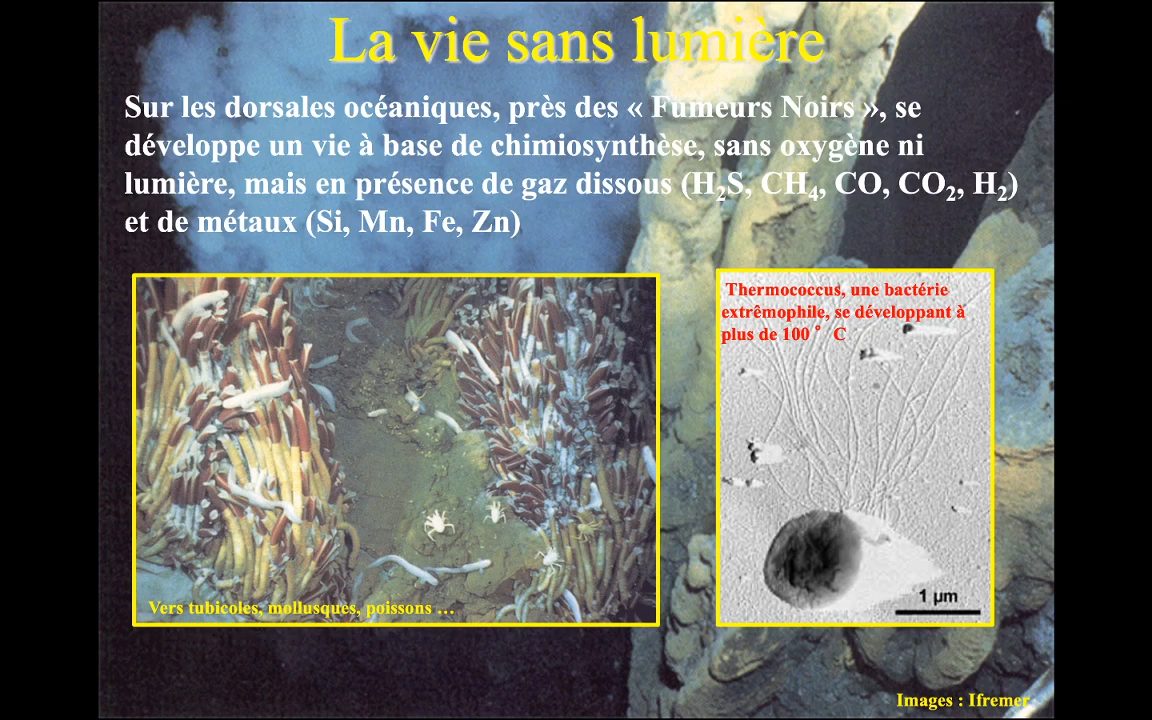 La vie sans lumière
Sur les dorsales océaniques, près des « Fumeurs Noirs », se
développe un vie à base de chimiosynthèse, sans oxygène ni
lumière, mais en présence de gaz dissous (H₂S, CH₄, CO, CO₂, H₂)
et de métaux (Si, Mn, Fe, Zn)
Thermococcus, une bactérie
extrêmophile, se développant à
plus de 100 ° C
Vers tubicoles, mollusques, poissons …
1 µm
Images : Ifremer